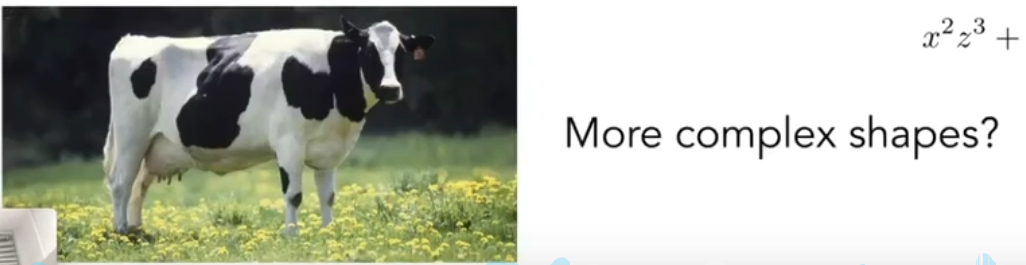 x²z³ +
More complex shapes?